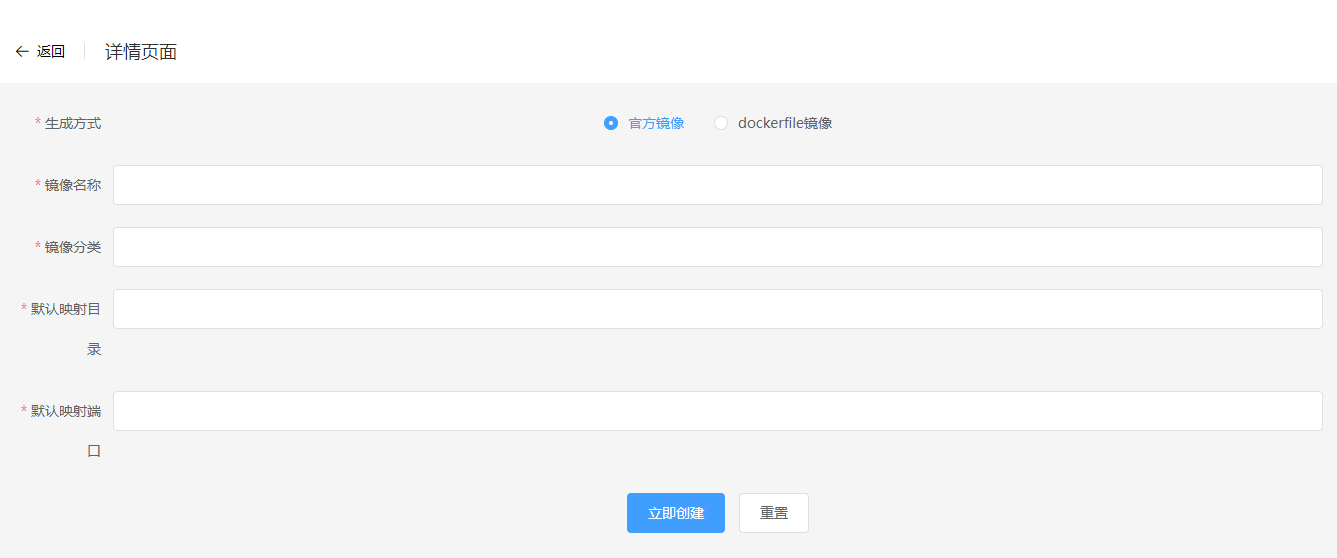 返回 详情页面
* 生成方式 官方镜像 dockerfile镜像
* 镜像名称
* 镜像分类
* 默认映射目
录
* 默认映射端
口
立即创建 重置